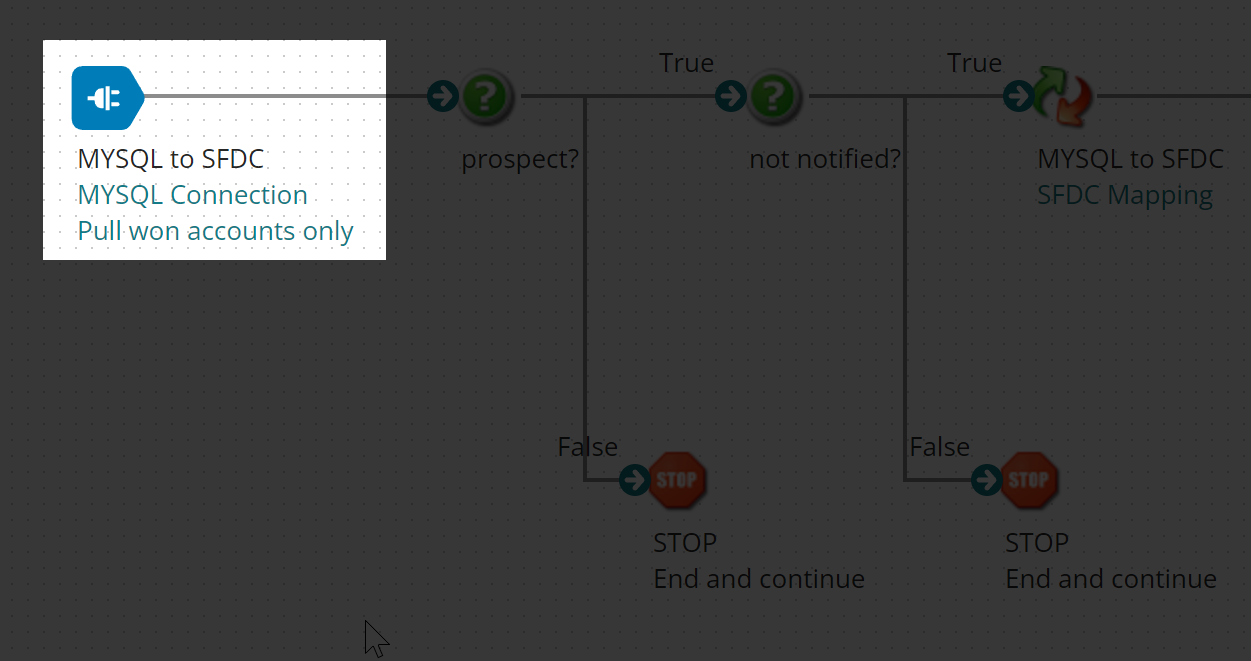 True
True
MYSQL to SFDC
MYSQL Connection
Pull won accounts only
prospect?
not notified?
MYSQL to SFDC
SFDC Mapping
False
False
STOP
STOP
STOP
End and continue
STOP
End and continue